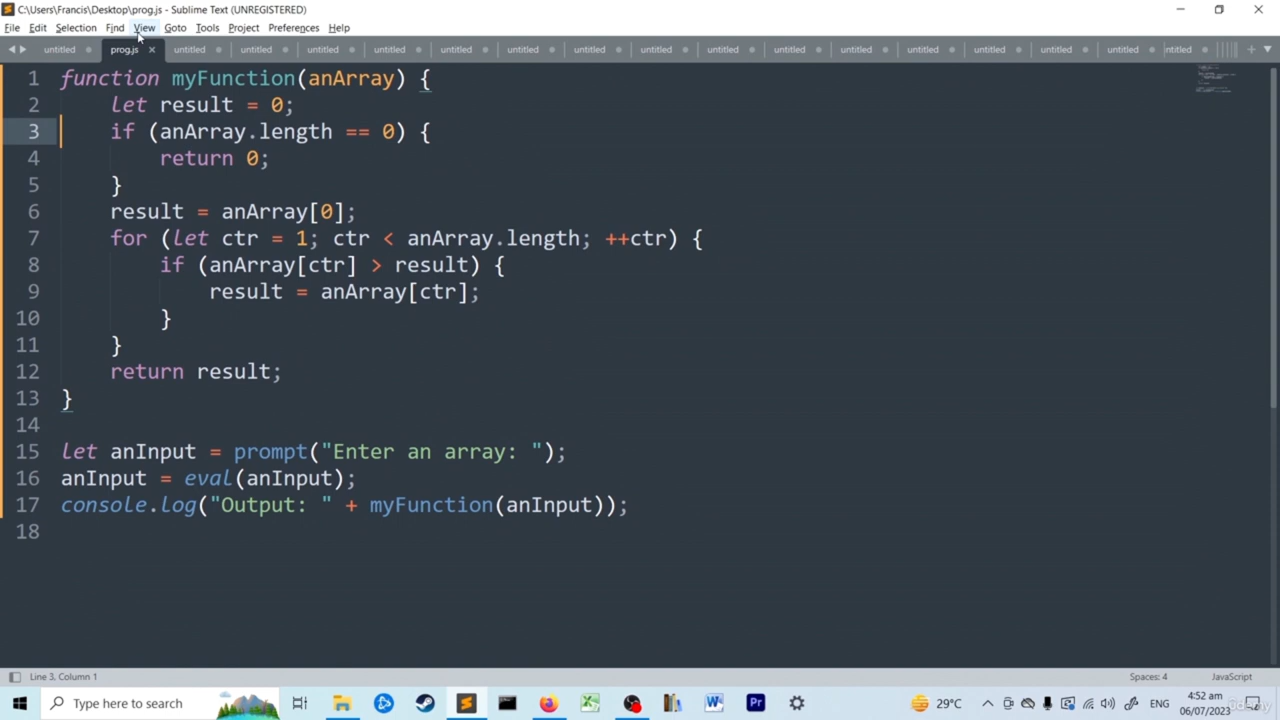 C:\Users\Francis\Desktop\prog.js - Sublime Text (UNREGISTERED)
File Edit Selection Find View Goto Tools Project Preferences Help
untitled prog.js untitled untitled untitled untitled untitled untitled untitled untitled untitled untitled untitled untitled untitled untitled untitled ntitled
1 function myFunction(anArray) {
2 let result = 0;
3 if (anArray.length == 0) {
4 return 0;
5 }
6 result = anArray[0];
7 for (let ctr = 1; ctr < anArray.length; ++ctr) {
8 if (anArray[ctr] > result) {
9 result = anArray[ctr];
10 }
11 }
12 return result;
13 }
14
15 let anInput = prompt("Enter an array: ");
16 anInput = eval(anInput);
17 console.log("Output: " + myFunction(anInput));
18
Line 3, Column 1 Spaces: 4 JavaScript
Type here to search 29°C ENG 4:52 am
06/07/2023
udemy